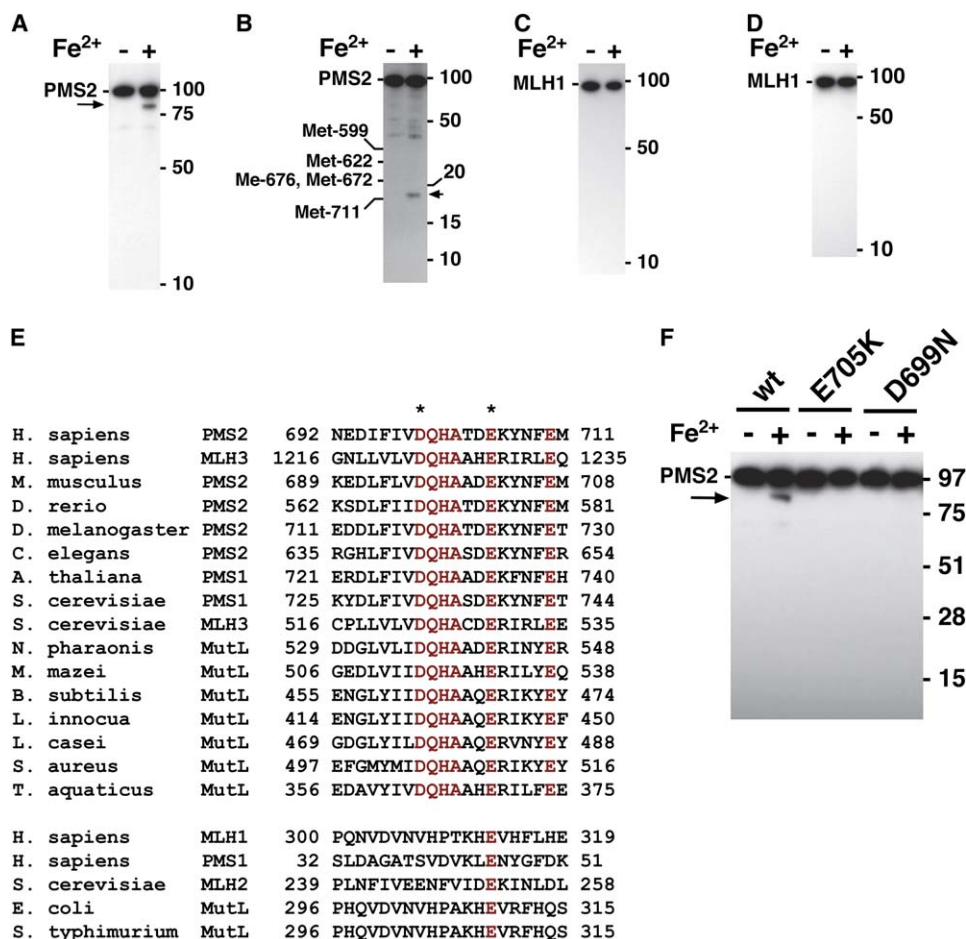 A
Fe2+ - +
PMS2
- 100
- 75
- 50
- 10
B
Fe2+ - +
PMS2
- 100
- 50
Met-599
Met-622
20
Me-676, Met-672
Met-711
- 15
- 10
C
Fe2+ - +
MLH1
- 100
- 50
- 10
D
Fe2+ - +
MLH1
- 100
- 50
- 10
E
* *
H. sapiens PMS2 692 NEDIFIVDQHATDEKYNFEM 711
H. sapiens MLH3 1216 GNLLVLVDQHAAHERIRLEQ 1235
M. musculus PMS2 689 KEDLFLVDQHAADEKYNFEM 708
D. rerio PMS2 562 KSDLFIIDQHATDEKYNFEM 581
D. melanogaster PMS2 711 EDDLFIVDQHATDEKYNFET 730
C. elegans PMS2 635 RGHLFIVDQHASDEKYNFER 654
A. thaliana PMS1 721 ERDLFIVDQHAADEKFNFEH 740
S. cerevisiae PMS1 725 KYDLFIVDQHASDEKYNFET 744
S. cerevisiae MLH3 516 CPLLVLVDQHACDERIRLEE 535
N. pharaonis MutL 529 DDGLVLIDQHAADERINYER 548
M. mazei MutL 506 GEDLVIIDQHAAHERILYEQ 538
B. subtilis MutL 455 ENGLYIIDQHAAQERIKYEY 474
L. innocua MutL 414 ENGLYIIDQHAAQERIKYEF 450
L. casei MutL 469 GDGLYILDQHAAQERVNYEY 488
S. aureus MutL 497 EFGMYMIDQHAAQERIKYEY 516
T. aquaticus MutL 356 EDAVYIVDQHAAHERILFEE 375
H. sapiens MLH1 300 PQNVDVNVHPTKHEVHFLHE 319
H. sapiens PMS1 32 SLDAGATSVDVKLENYGFDK 51
S. cerevisiae MLH2 239 PLNFIVEENFVIDEKINLDL 258
E. coli MutL 296 PHQVDVNVHPAKHEVRFHQS 315
S. typhimurium MutL 296 PHQVDVNVHPAKHEVRFHQS 315
F
wt E705K D699N
Fe2+ - + - + - +
PMS2
- 97
- 75
- 51
- 28
- 15